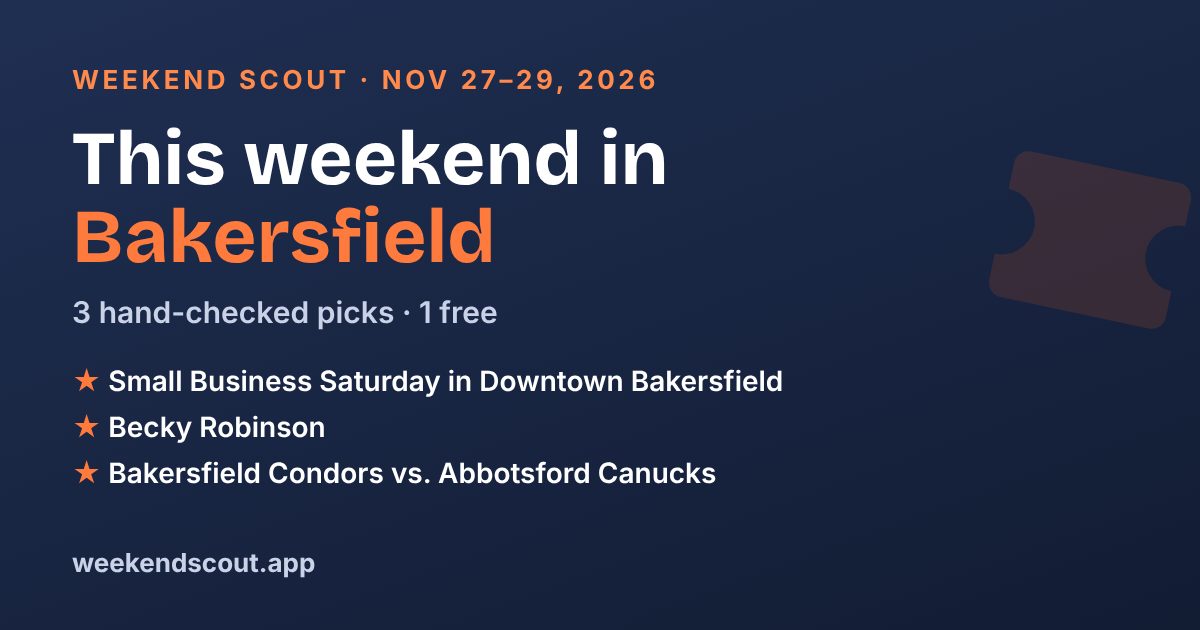 WEEKEND SCOUT · NOV 27–29, 2026
This weekend in
Bakersfield
3 hand-checked picks · 1 free
★ Small Business Saturday in Downtown Bakersfield
★ Becky Robinson
★ Bakersfield Condors vs. Abbotsford Canucks
weekendscout.app